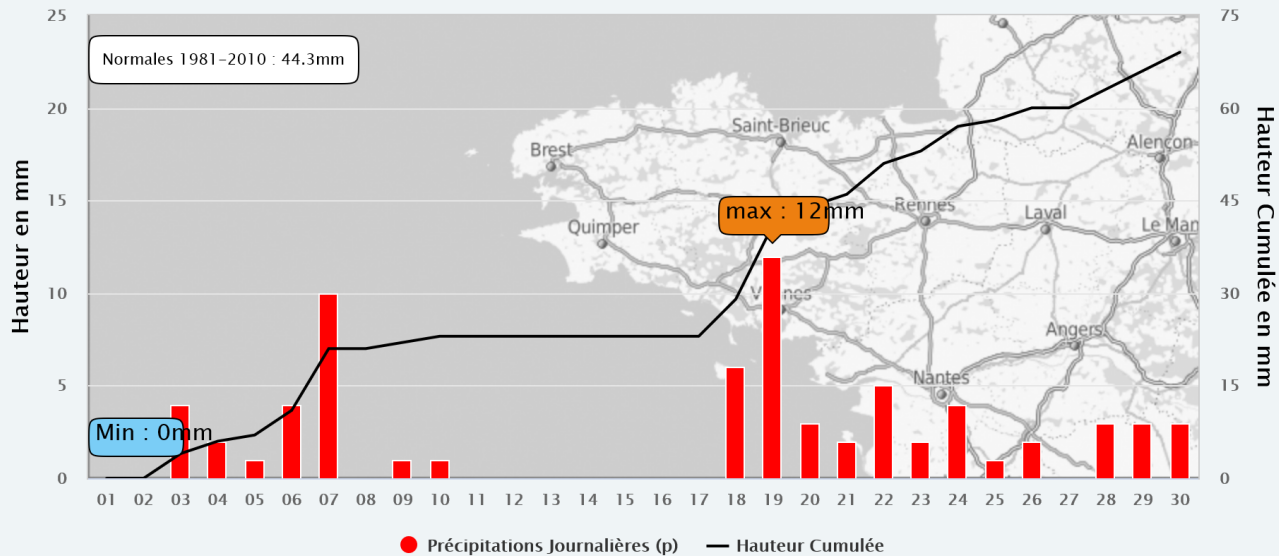 25
20
15
10
5
0
Hauteur en mm
75
60
45
30
15
0
Hauteur Cumulée en mm
Normales 1981-2010 : 44.3mm
Saint-Brieuc
Brest
Alençon
Rennes
Laval
max : 12mm
Quimper
Le Man
Angers
Nantes
Min : 0mm
01 02 03 04 05 06 07 08 09 10 11 12 13 14 15 16 17 18 19 20 21 22 23 24 25 26 27 28 29 30
Précipitations Journalières (p) Hauteur Cumulée